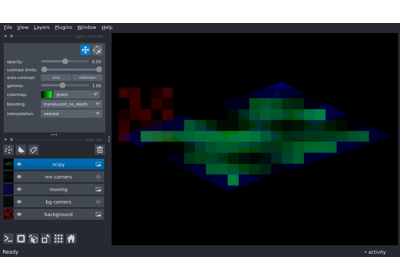 File View Layers Plugins Window Help
opacity: 0.50
contrast limits:
auto-contrast: once continuous
gamma: 1.00
colormap: green
blending: translucent_no_depth
interpolation: nearest
scipy
mv corners
moving
bg corners
background
Ready activity